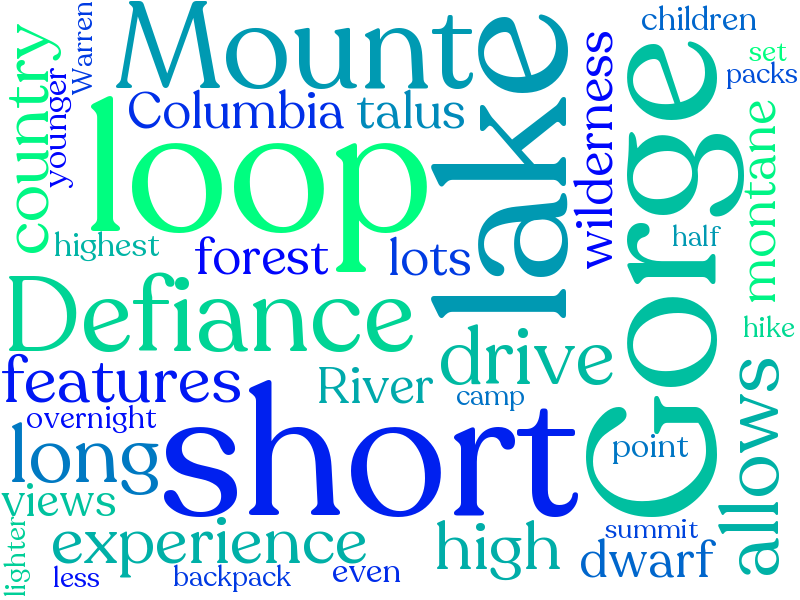 Mounte
children
country
younger
Warren
set
packs
Columbia
talus
lake
wilderness
Gorge
montane
loop
highest
forest
lots
half
Defiance
drive
hike
features
River
camp
overnight
allows
long
short
point
views
lighter
experience
high
summit
dwarf
less
backpack
even